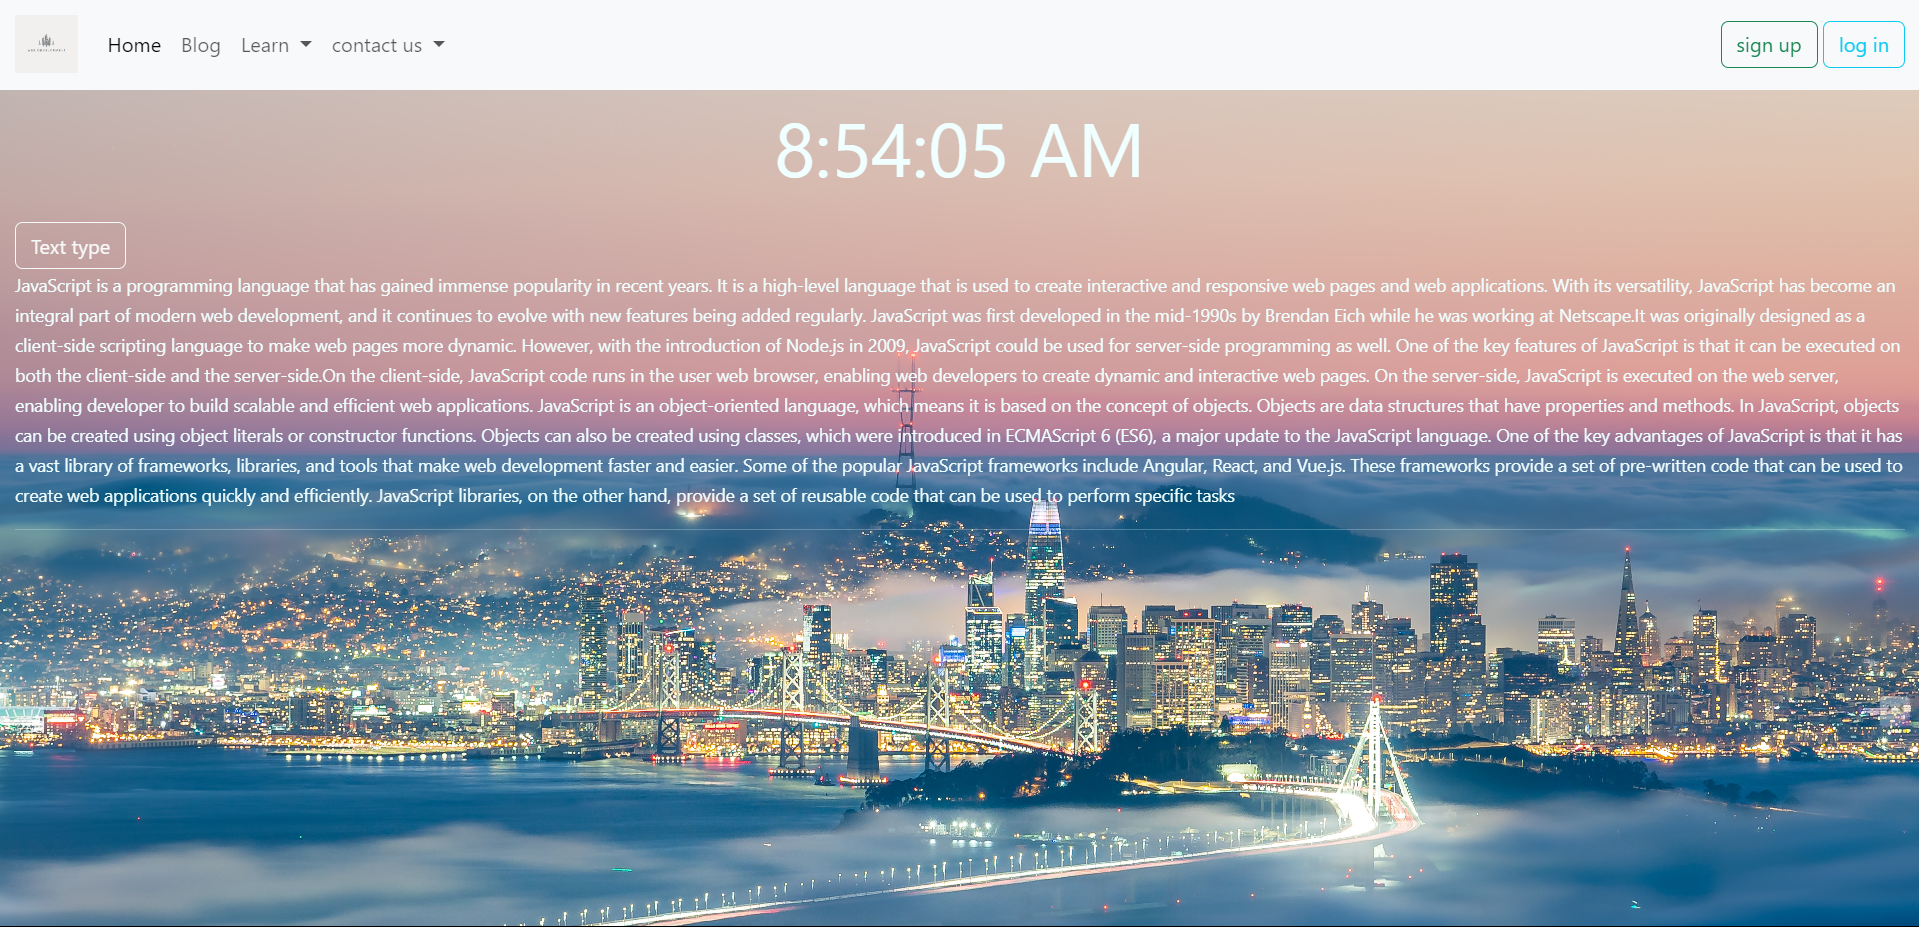 Home Blog Learn contact us sign up log in
8:54:05 AM
Text type
JavaScript is a programming language that has gained immense popularity in recent years. It is a high-level language that is used to create interactive and responsive web pages and web applications. With its versatility, JavaScript has become an
integral part of modern web development, and it continues to evolve with new features being added regularly. JavaScript was first developed in the mid-1990s by Brendan Eich while he was working at Netscape.It was originally designed as a
client-side scripting language to make web pages more dynamic. However, with the introduction of Node.js in 2009, JavaScript could be used for server-side programming as well. One of the key features of JavaScript is that it can be executed on
both the client-side and the server-side.On the client-side, JavaScript code runs in the user web browser, enabling web developers to create dynamic and interactive web pages. On the server-side, JavaScript is executed on the web server,
enabling developer to build scalable and efficient web applications. JavaScript is an object-oriented language, which means it is based on the concept of objects. Objects are data structures that have properties and methods. In JavaScript, objects
can be created using object literals or constructor functions. Objects can also be created using classes, which were introduced in ECMAScript 6 (ES6), a major update to the JavaScript language. One of the key advantages of JavaScript is that it has
a vast library of frameworks, libraries, and tools that make web development faster and easier. Some of the popular JavaScript frameworks include Angular, React, and Vue.js. These frameworks provide a set of pre-written code that can be used to
create web applications quickly and efficiently. JavaScript libraries, on the other hand, provide a set of reusable code that can be used to perform specific tasks